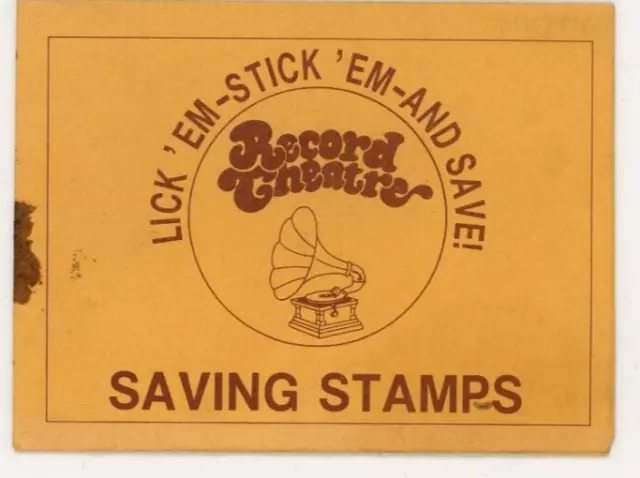 LICK 'EM-STICK 'EM-AND SAVE!
Record
Theatre
SAVING STAMPS